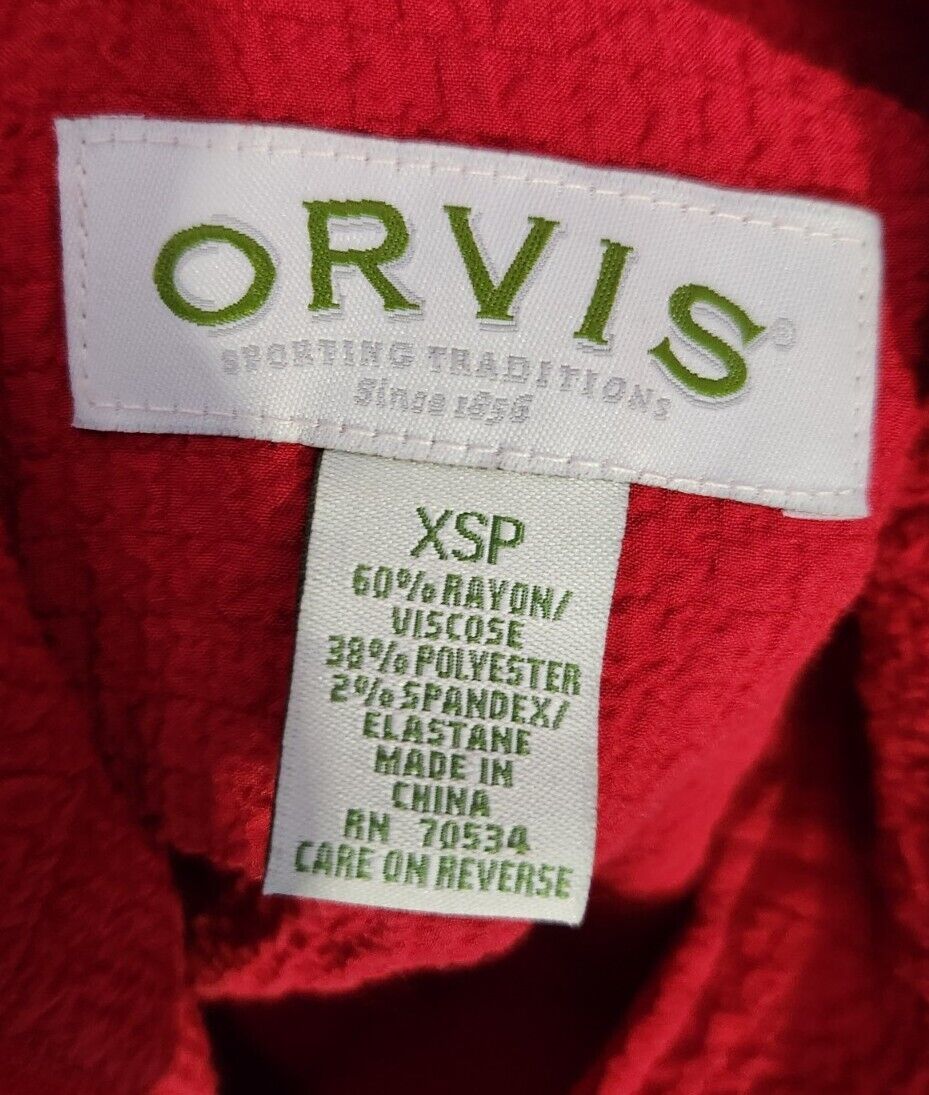 ORVIS®
SPORTING TRADITIONS
Since 1856
XSP
60% RAYON/
VISCOSE
38% POLYESTER
2% SPANDEX/
ELASTANE
MADE IN
CHINA
RN 70534
CARE ON REVERSE